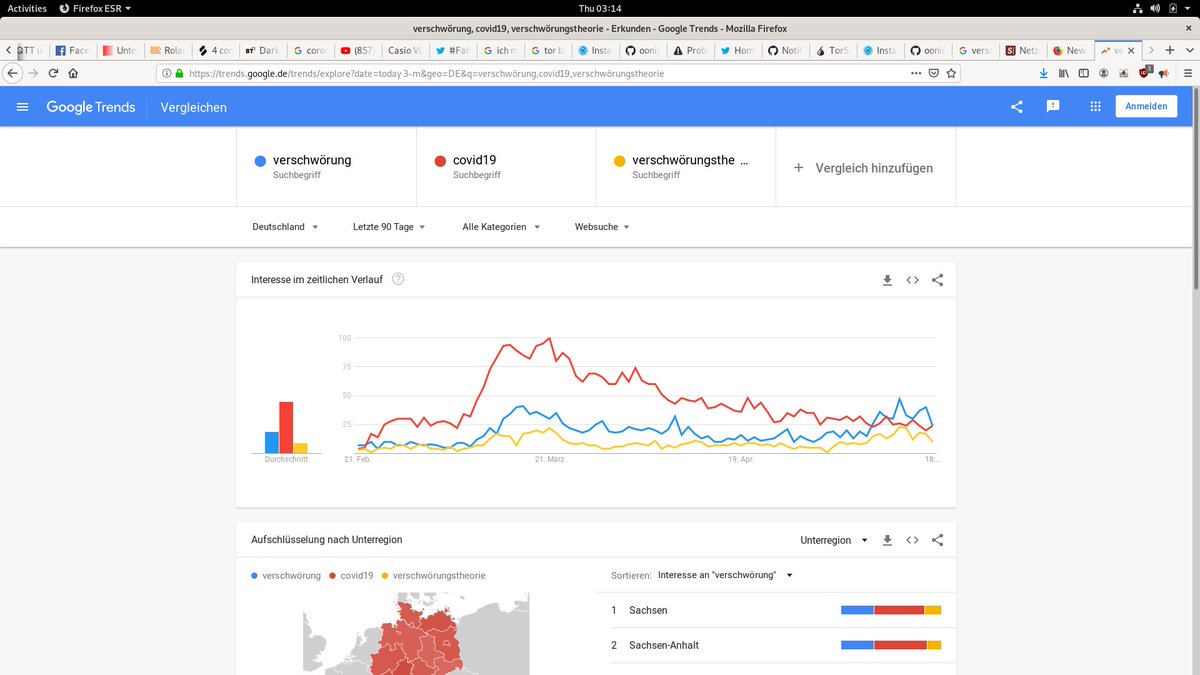 Activities Firefox ESR Thu 03:14
verschwörung, covid19, verschwörungstheorie - Erkunden - Google Trends - Mozilla Firefox
QTT u Face Unte Rola 4 co Dark coro (857) Casio Vi #Fab ich m tor b Insta ooni/ Prob Hom Notif TorS Insta ooni/ vers Netz New ve
https://trends.google.de/trends/explore?date=today 3-m&geo=DE&q=verschwörung,covid19,verschwörungstheorie
Google Trends Vergleichen Anmelden
verschwörung covid19 verschwörungsthe ... + Vergleich hinzufügen
Suchbegriff Suchbegriff Suchbegriff
Deutschland Letzte 90 Tage Alle Kategorien Websuche
Interesse im zeitlichen Verlauf
100
75
50
25
Durchschnitt 21. Feb. 21. März 19. Apr. 18...
Aufschlüsselung nach Unterregion Unterregion
verschwörung covid19 verschwörungstheorie Sortieren: Interesse an "verschwörung"
1 Sachsen
2 Sachsen-Anhalt